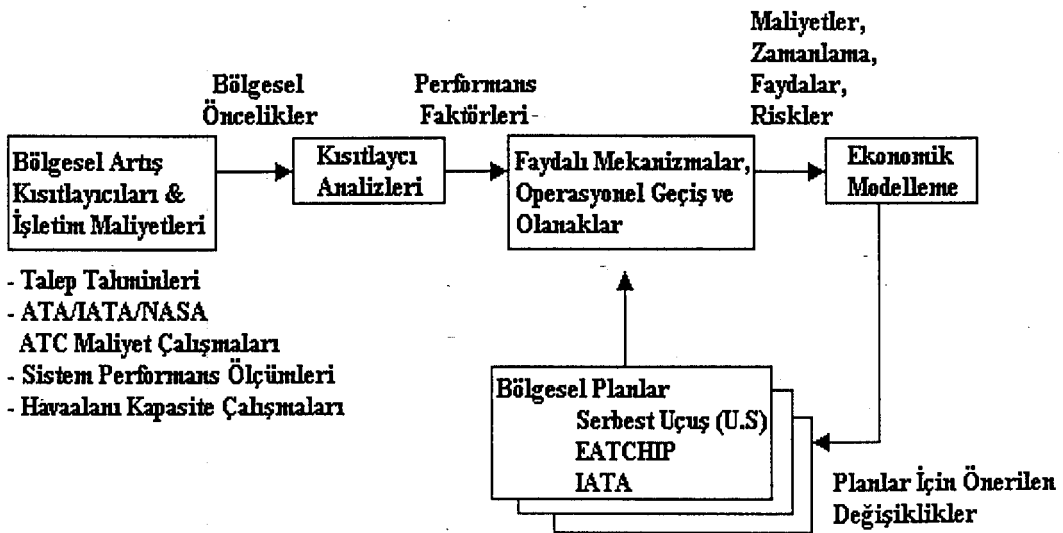 Maliyetler,
Zamanlama,
Faydalar,
Riskler
Bölgesel
Öncelikler
Performans
Faktörleri
Bölgesel Artış
Kısıtlayıcıları &
İşletim Maliyetleri
Kısıtlaycı
Analizleri
Faydalı Mekanizmalar,
Operasyonel Geçiş ve
Olanaklar
Ekonomik
Modelleme
- Talep Tahminleri
- ATA/IATA/NASA
ATC Maliyet Çalışmaları
- Sistem Performans Ölçümleri
- Havaalanı Kapasite Çalışmaları
Bölgesel Planlar
Serbest Uçuş (U.S)
EATCHIP
IATA
Planlar İçin Önerilen
Değişiklikler